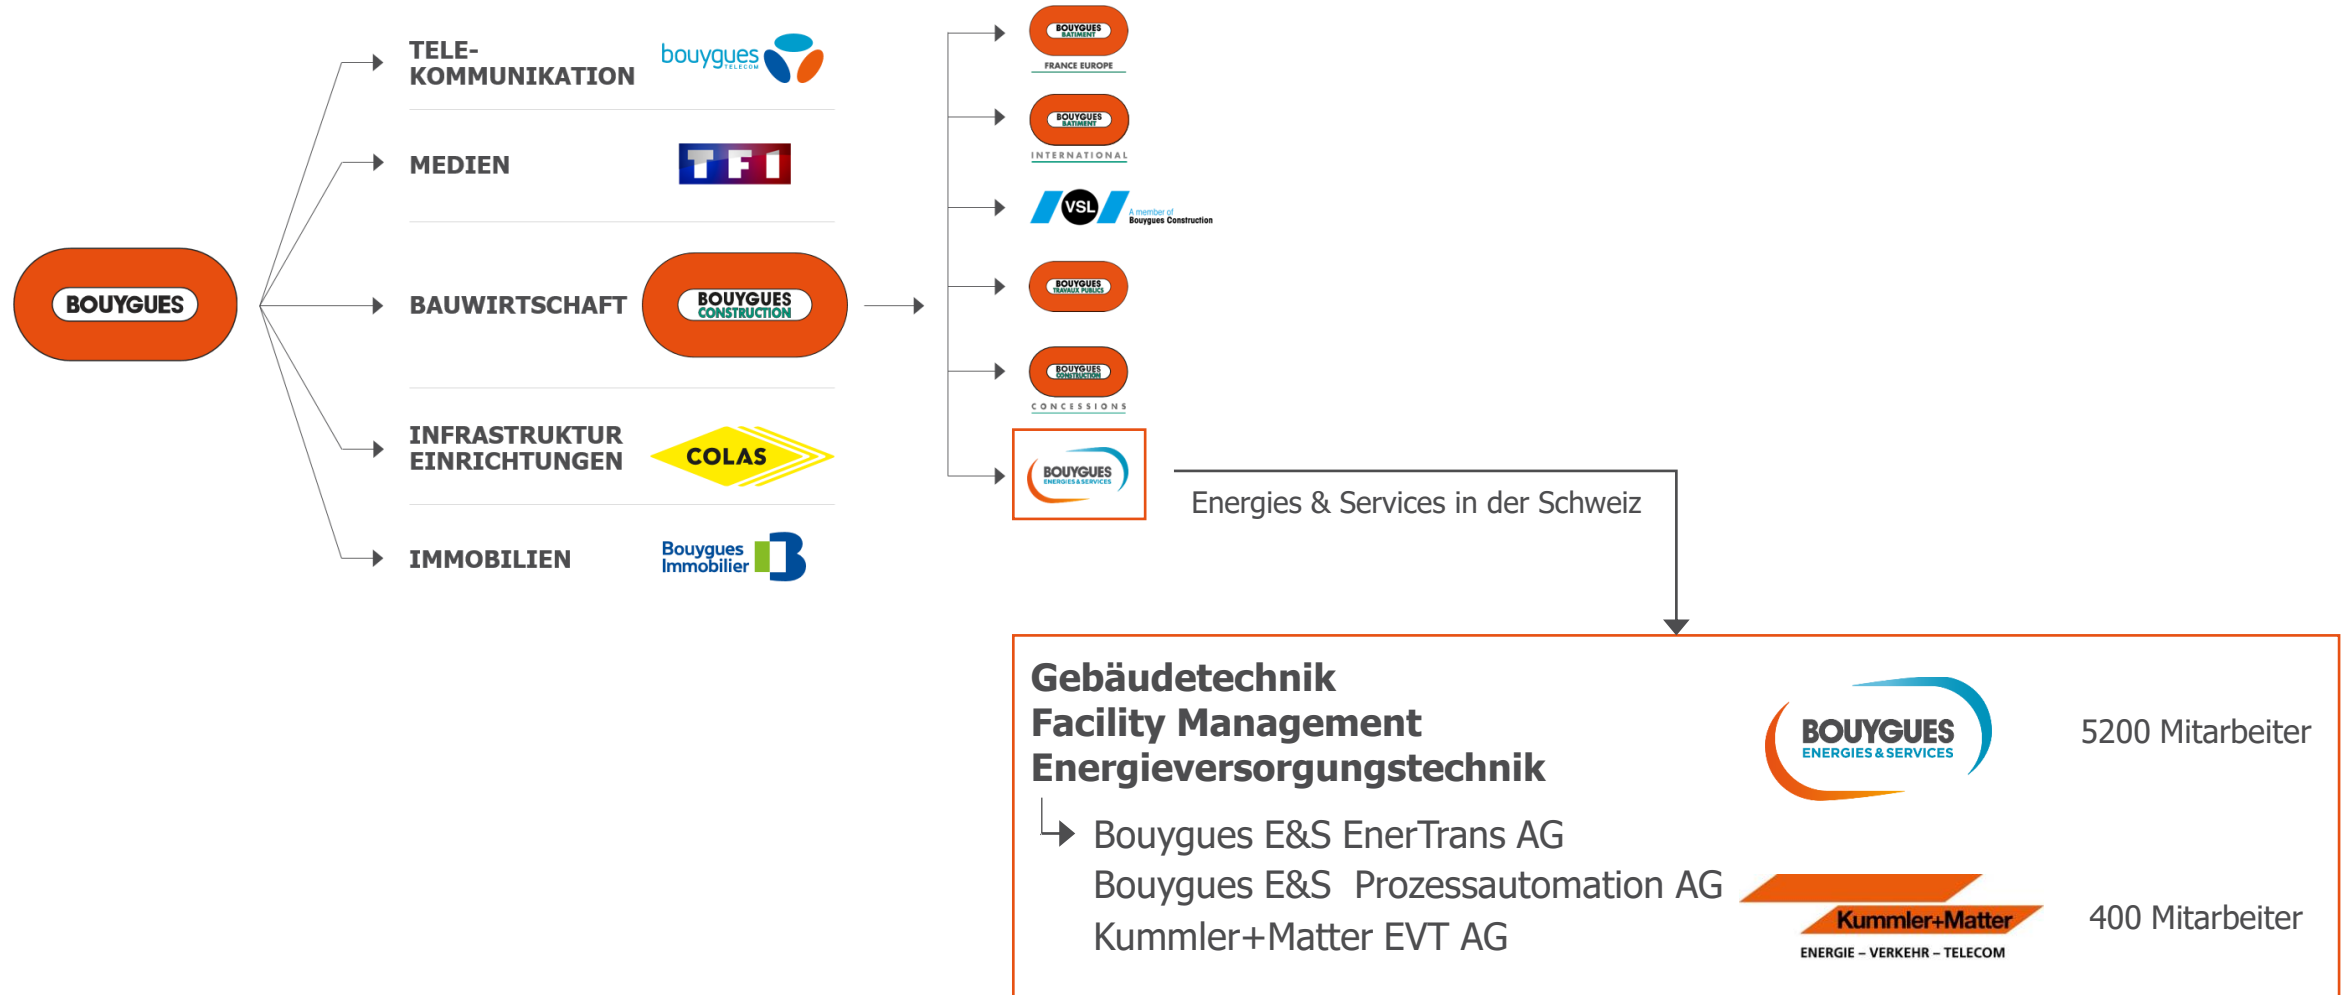 BOUYGUES
TELE-
KOMMUNIKATION
bouygues
TELECOM
MEDIEN
TF1
BAUWIRTSCHAFT
BOUYGUES
CONSTRUCTION
INFRASTRUKTUR
EINRICHTUNGEN
COLAS
IMMOBILIEN
Bouygues
Immobilier
BOUYGUES
BATIMENT
FRANCE EUROPE
BOUYGUES
BATIMENT
INTERNATIONAL
VSL
A member of
Bouygues Construction
BOUYGUES
TRAVAUX PUBLICS
BOUYGUES
CONSTRUCTION
CONCESSIONS
BOUYGUES
ENERGIES & SERVICES
Energies & Services in der Schweiz
Gebäudetechnik
Facility Management
Energieversorgungstechnik
BOUYGUES
ENERGIES & SERVICES
5200 Mitarbeiter
Bouygues E&S EnerTrans AG
Bouygues E&S  Prozessautomation AG
Kummler+Matter EVT AG
Kummler+Matter
ENERGIE – VERKEHR – TELECOM
400 Mitarbeiter